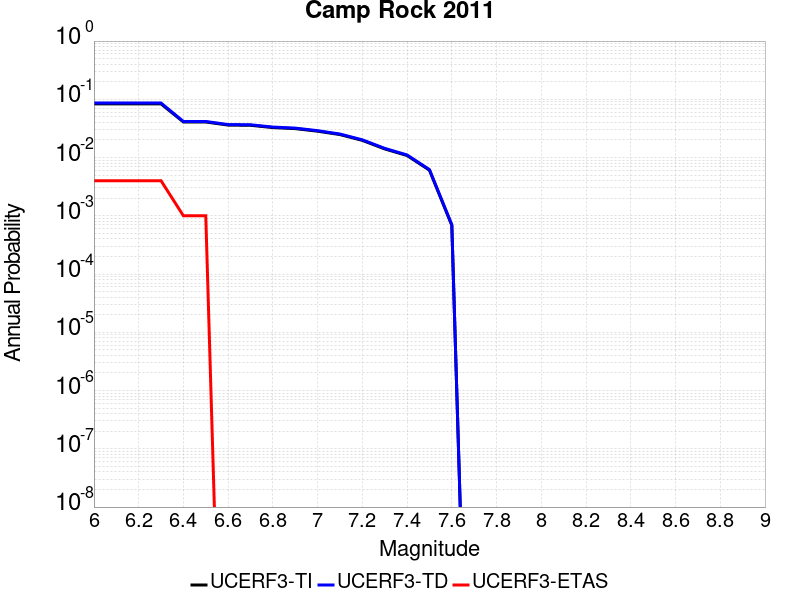 Camp Rock 2011
10^0
10^-1
10^-2
10^-3
10^-4
10^-5
10^-6
10^-7
10^-8
Annual Probability
6 6.2 6.4 6.6 6.8 7 7.2 7.4 7.6 7.8 8 8.2 8.4 8.6 8.8 9
Magnitude
UCERF3-TI UCERF3-TD UCERF3-ETAS